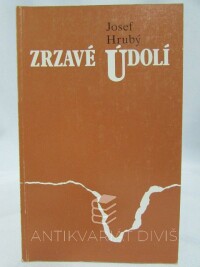 Josef
Hrubý
ZRZAVÉ ÚDOLÍ
ANTIKVARIÁT DIVIŠ